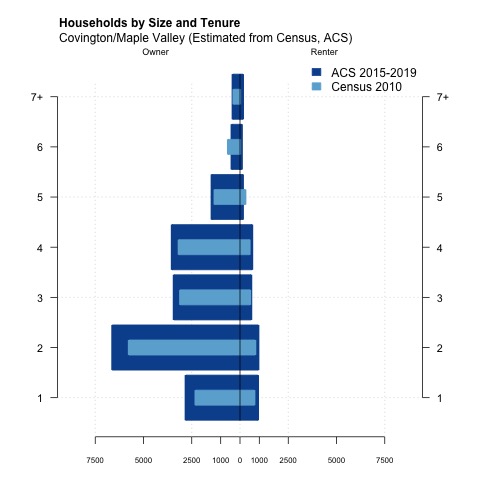 Households by Size and Tenure
Covington/Maple Valley (Estimated from Census, ACS)
Owner Renter
ACS 2015-2019
Census 2010
7+ 7+
6 6
5 5
4 4
3 3
2 2
1 1
7500 5000 2500 1000 0 1000 2500 5000 7500